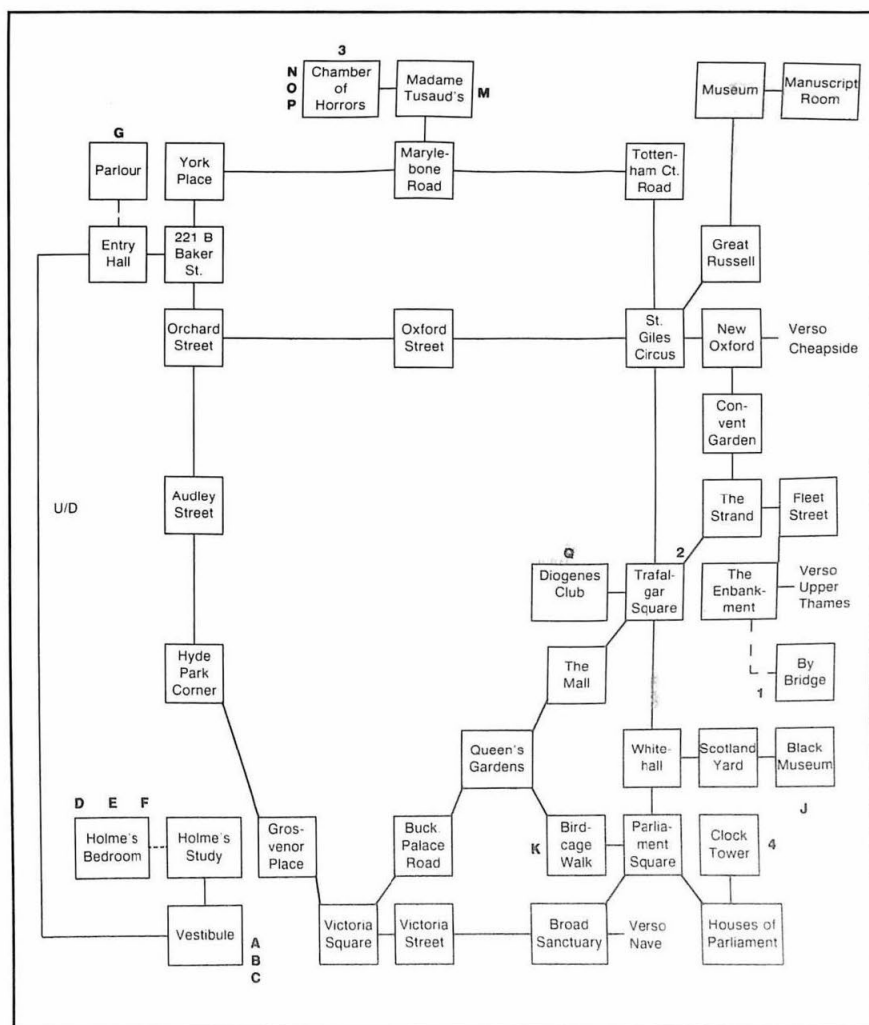 3
N
O
P
Chamber
of
Horrors
Madame
Tusaud's
M
Museum
Manuscript
Room
G
Parlour
York
Place
Maryle-
bone
Road
Totten-
ham Ct.
Road
Entry
Hall
221 B
Baker
St.
Great
Russell
Orchard
Street
Oxford
Street
St.
Giles
Circus
New
Oxford
Verso
Cheapside
Con-
vent
Garden
U/D
Audley
Street
The
Strand
Fleet
Street
Q
2
Diogenes
Club
Trafal-
gar
Square
The
Enbank-
ment
Verso
Upper
Thames
Hyde
Park
Corner
The
Mall
By
Bridge
1
Queen's
Gardens
White-
hall
Scotland
Yard
Black
Museum
J
D E F
Holme's
Bedroom
Holme's
Study
Gros-
venor
Place
Buck.
Palace
Road
K
Bird-
cage
Walk
Parlia-
ment
Square
Clock
Tower
4
Vestibule
A
B
C
Victoria
Square
Victoria
Street
Broad
Sanctuary
Verso
Nave
Houses of
Parliament